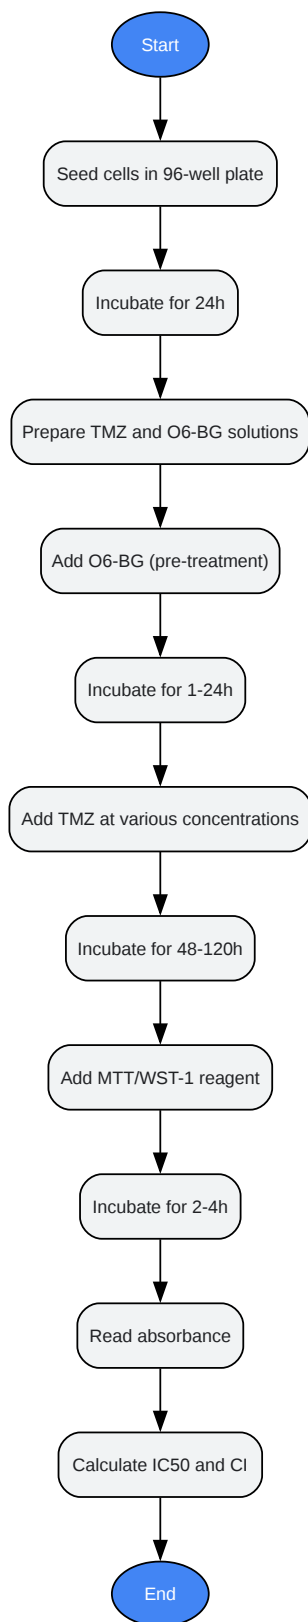 Start
Seed cells in 96-well plate
Incubate for 24h
Prepare TMZ and O6-BG solutions
Add O6-BG (pre-treatment)
Incubate for 1-24h
Add TMZ at various concentrations
Incubate for 48-120h
Add MTT/WST-1 reagent
Incubate for 2-4h
Read absorbance
Calculate IC50 and CI
End